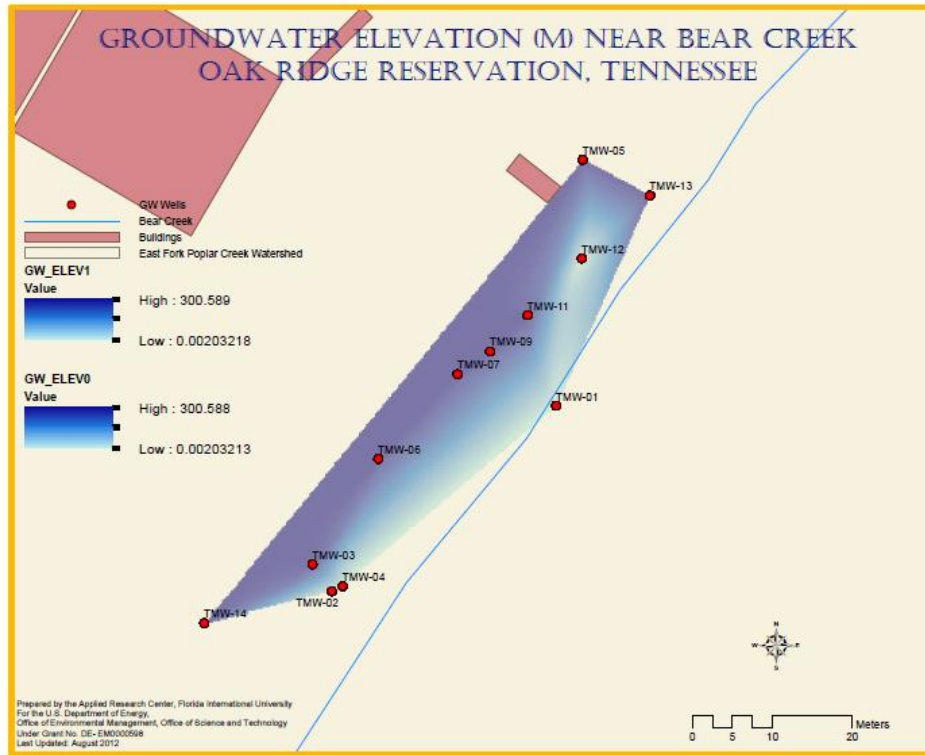 GROUNDWATER ELEVATION (M) NEAR BEAR CREEK
OAK RIDGE RESERVATION, TENNESSEE
TMW-05
TMW-13
GW Wells
Bear Creek
Buildings
East Fork Poplar Creek Watershed
TMW-12
GW_ELEV1
Value
High : 300.589
Low : 0.00203218
TMW-11
TMW-09
TMW-07
GW_ELEV0
Value
High : 300.588
Low : 0.00203213
TMW-01
TMW-06
TMW-03
TMW-04
TMW-02
TMW-14
N
W E
S
Prepared by the Applied Research Center, Florida International University
For the U.S. Department of Energy,
Office of Environmental Management, Office of Science and Technology
Under Grant No. DE- EM0000598
Last Updated: August 2012
Meters
0 5 10 20